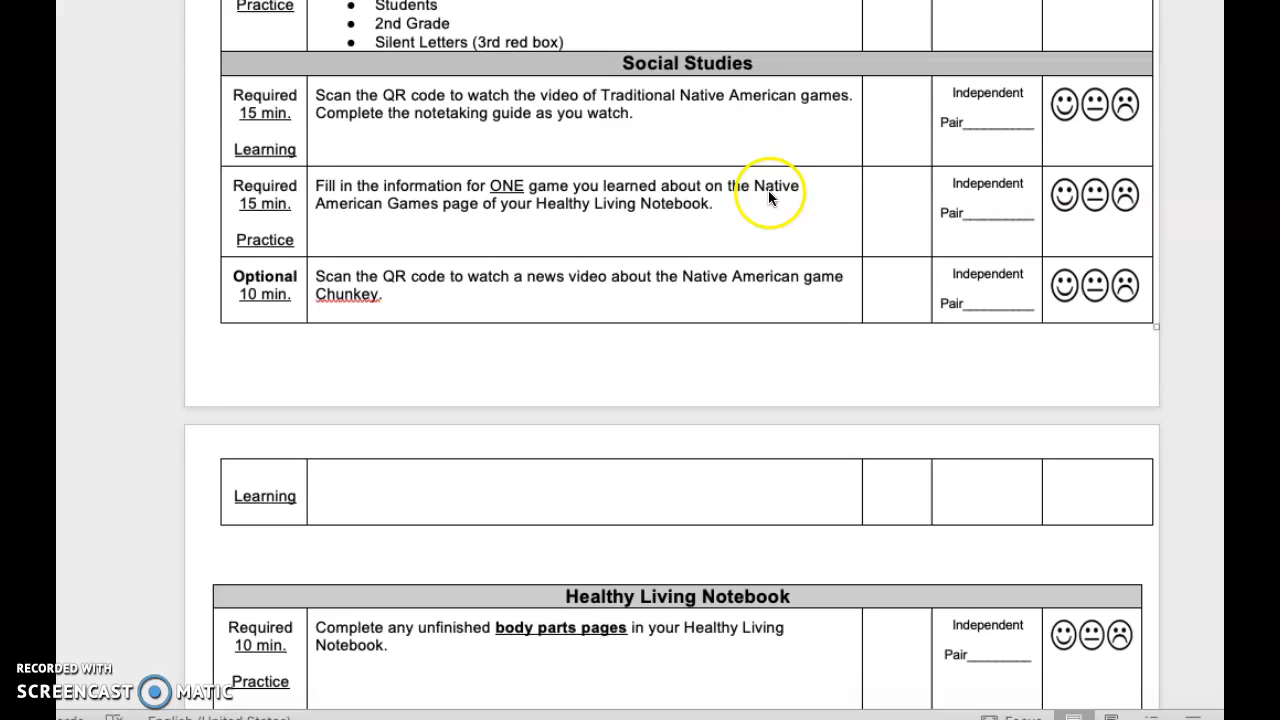 Practice
● Students
● 2nd Grade
● Silent Letters (3rd red box)
Social Studies
Required
15 min.
Learning
Scan the QR code to watch the video of Traditional Native American games.
Complete the notetaking guide as you watch.
Independent
Pair__________
Required
15 min.
Practice
Fill in the information for ONE game you learned about on the Native
American Games page of your Healthy Living Notebook.
Independent
Pair__________
Optional
10 min.
Scan the QR code to watch a news video about the Native American game
Chunkey.
Independent
Pair__________
Learning
Healthy Living Notebook
Required
10 min.
Practice
Complete any unfinished body parts pages in your Healthy Living
Notebook.
Independent
Pair_________
RECORDED WITH
SCREENCAST MATIC
English (United States)
Focus